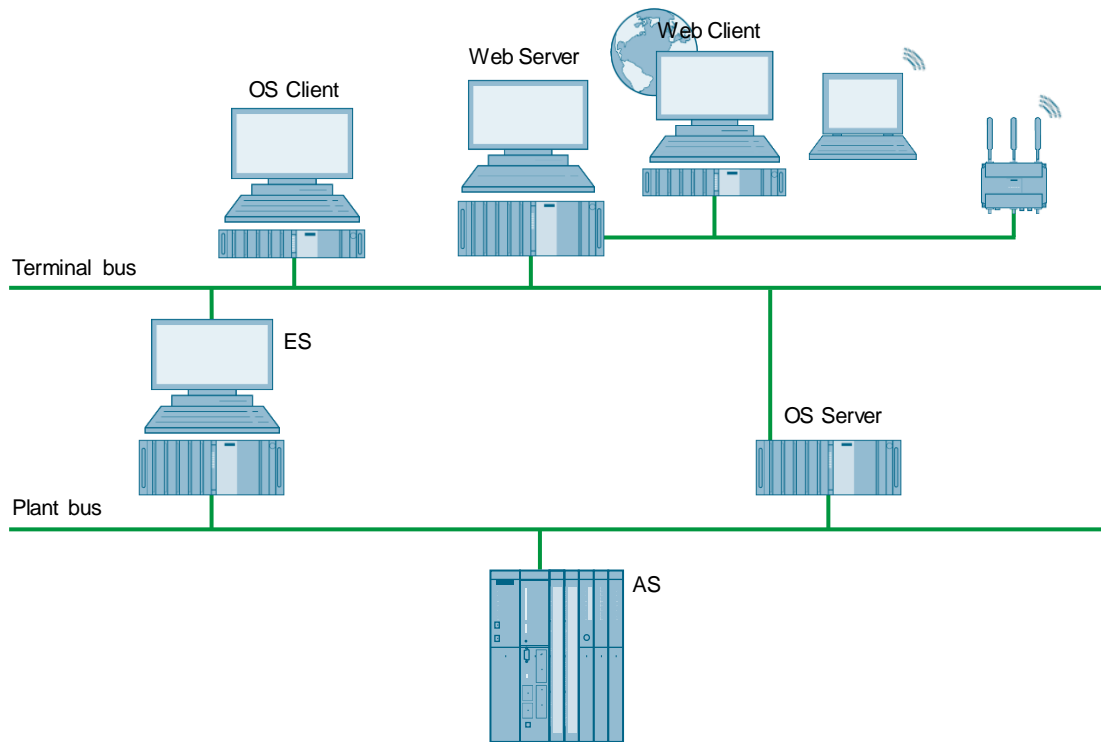 Web Client
Web Server
OS Client
Terminal bus
ES
OS Server
Plant bus
AS